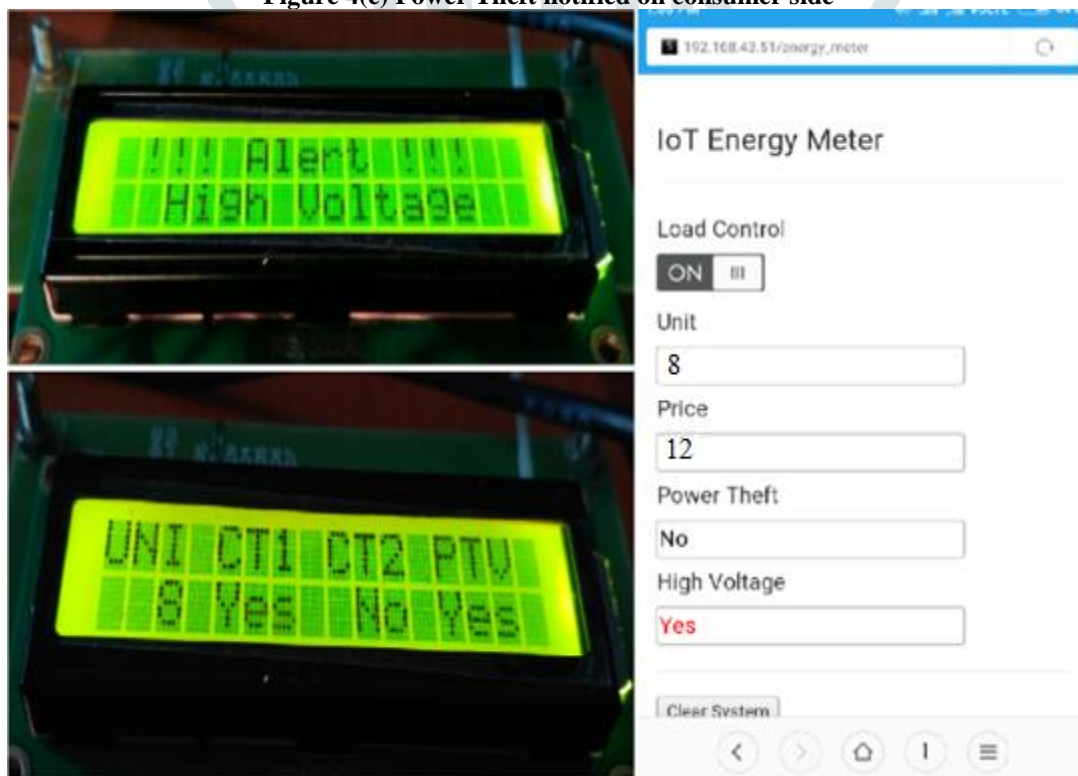 Figure 4(c) Power Theft notified on consumer side
!!! Alert !!!
High Voltage
UNI CT1 CT2 PTV
8 Yes No Yes
192.168.43.51/energy_meter
IoT Energy Meter
Load Control
ON
Unit
8
Price
12
Power Theft
No
High Voltage
Yes
Clear System
1